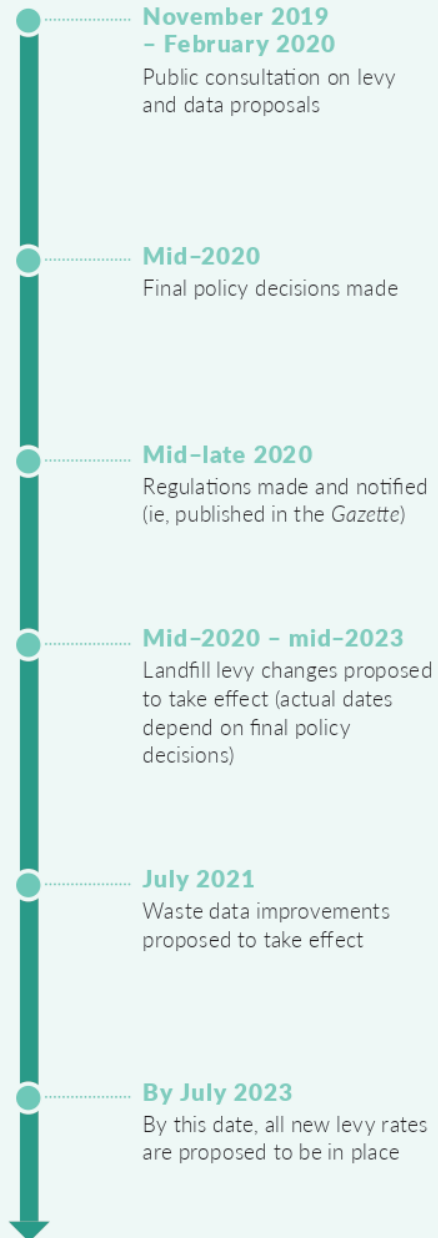 November 2019
– February 2020
Public consultation on levy
and data proposals
Mid–2020
Final policy decisions made
Mid–late 2020
Regulations made and notified
(ie, published in the Gazette)
Mid–2020 – mid–2023
Landfill levy changes proposed
to take effect (actual dates
depend on final policy
decisions)
July 2021
Waste data improvements
proposed to take effect
By July 2023
By this date, all new levy rates
are proposed to be in place